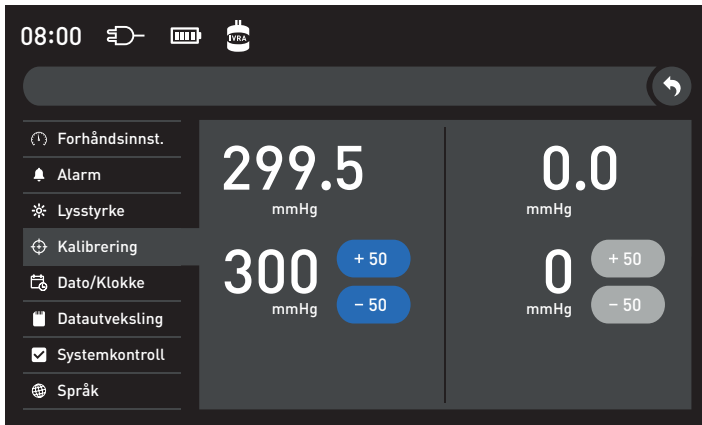 08:00 IVRA
Forhåndsinnst.
Alarm
Lysstyrke
Kalibrering
Dato/Klokke
Datautveksling
Systemkontroll
Språk
299.5
mmHg
300
mmHg
+ 50
– 50
0.0
mmHg
0
mmHg
+ 50
– 50